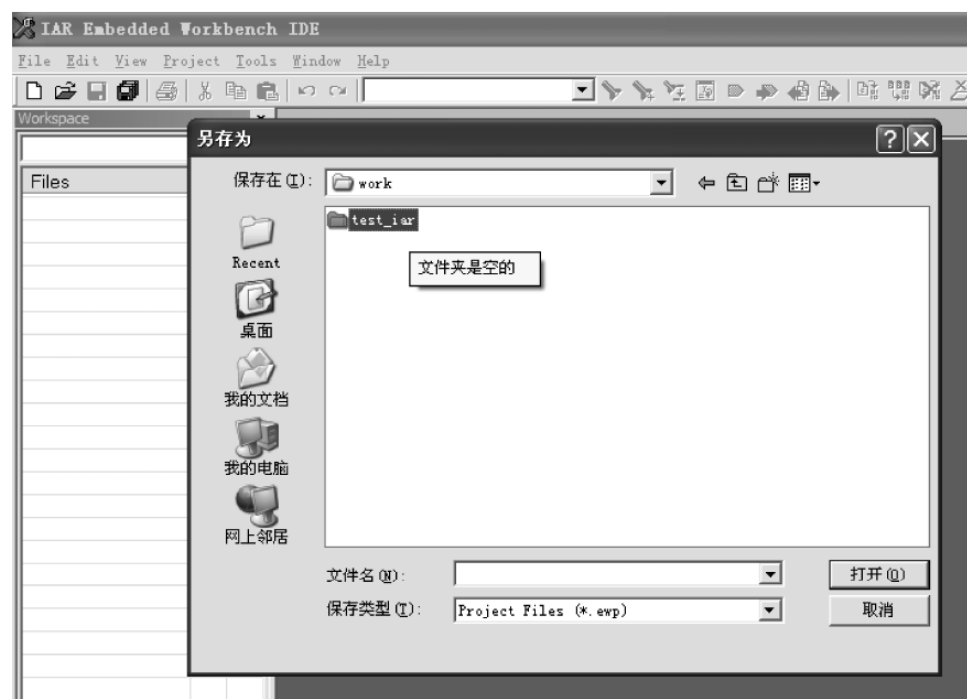 IAR Embedded Workbench IDE
File Edit View Project Tools Window Help
Workspace
Files
另存为
保存在(I):
work
test_iar
文件夹是空的
Recent
桌面
我的文档
我的电脑
网上邻居
文件名(N):
打开(O)
保存类型(T):
Project Files (*.ewp)
取消